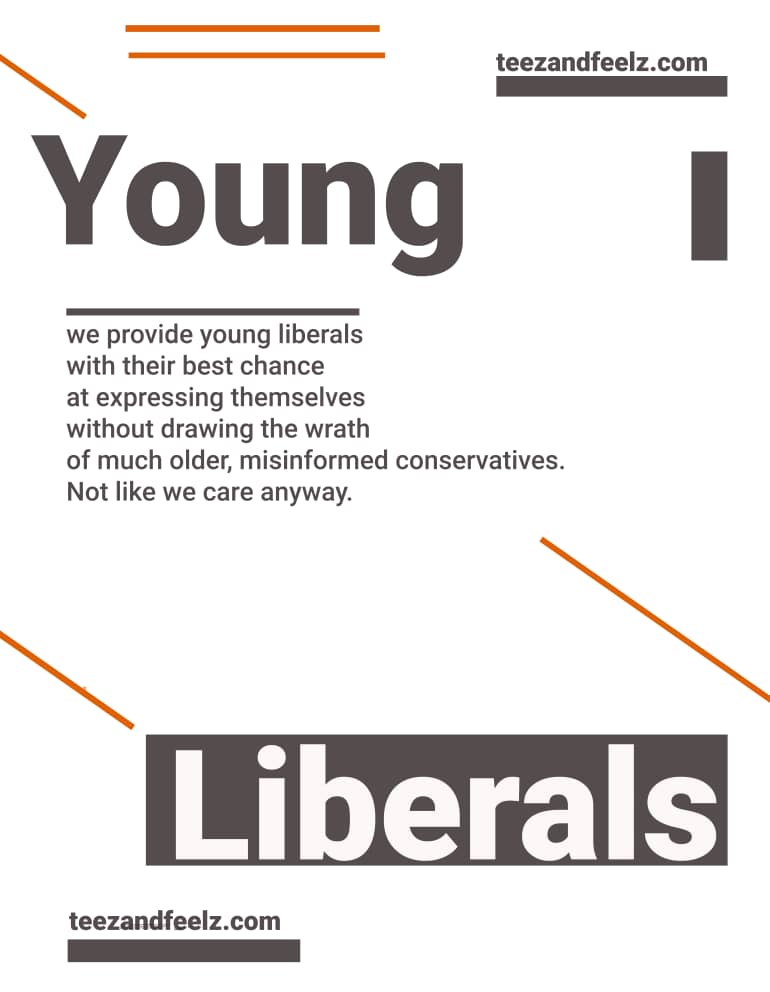 teezandfeelz.com
Young
we provide young liberals
with their best chance
at expressing themselves
without drawing the wrath
of much older, misinformed conservatives.
Not like we care anyway.
Liberals
teezandfeelz.com